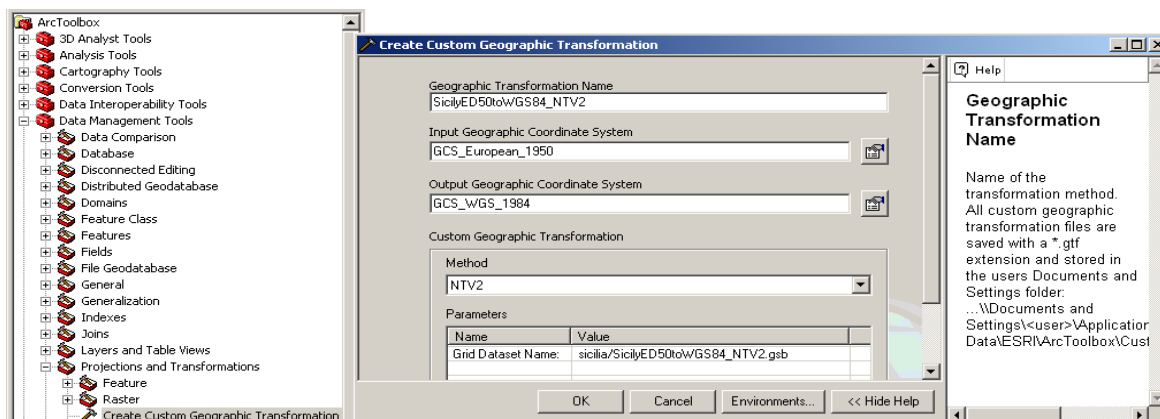 ArcToolbox
3D Analyst Tools
Analysis Tools
Cartography Tools
Conversion Tools
Data Interoperability Tools
Data Management Tools
Data Comparison
Database
Disconnected Editing
Distributed Geodatabase
Domains
Feature Class
Features
Fields
File Geodatabase
General
Generalization
Indexes
Joins
Layers and Table Views
Projections and Transformations
Feature
Raster
Create Custom Geographic Transformation
Create Custom Geographic Transformation
Geographic Transformation Name
SicilyED50toWGS84_NTV2
Input Geographic Coordinate System
GCS_European_1950
Output Geographic Coordinate System
GCS_WGS_1984
Custom Geographic Transformation
Method
NTV2
Parameters
Name Value
Grid Dataset Name: sicilia/SicilyED50toWGS84_NTV2.gsb
OK Cancel Environments... << Hide Help
Help
Geographic
Transformation
Name
Name of the
transformation method.
All custom geographic
transformation files are
saved with a *.gtf
extension and stored in
the users Documents and
Settings folder:
...\\Documents and
Settings\<user>\Application
Data\ESRI\ArcToolbox\Cust